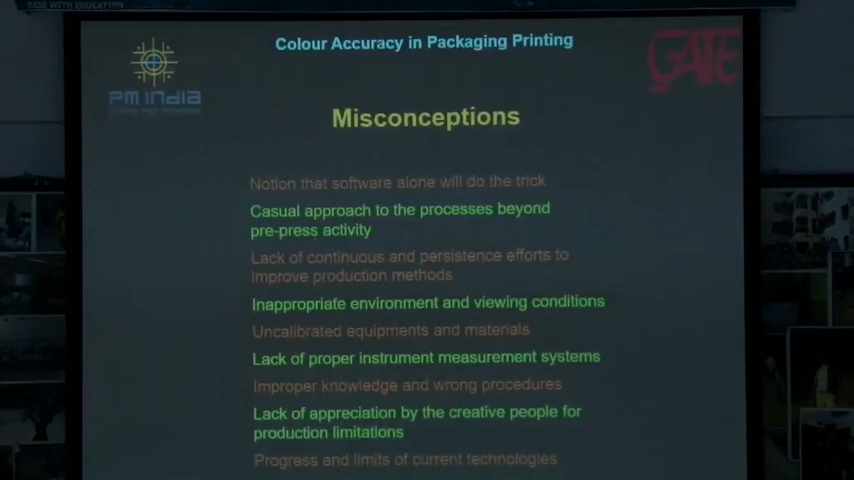 RISE WITH EDUCATION
Colour Accuracy in Packaging Printing
GATE
PM INDIA
Misconceptions
Notion that software alone will do the trick
Casual approach to the processes beyond
pre-press activity
Lack of continuous and persistence efforts to
improve production methods
Inappropriate environment and viewing conditions
Uncalibrated equipments and materials
Lack of proper instrument measurement systems
Improper knowledge and wrong procedures
Lack of appreciation by the creative people for
production limitations
Progress and limits of current technologies